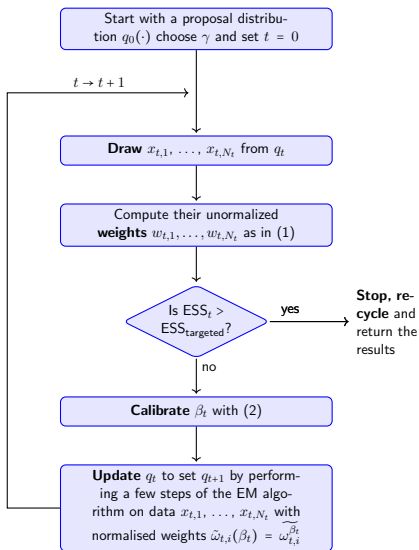 Start with a proposal distribu-
tion q₀(·) choose γ and set t = 0
t → t + 1
Draw xₜ,₁, …, xₜ,Nₜ from qₜ
Compute their unormalized
weights wₜ,₁, …, wₜ,Nₜ as in (1)
Is ESSₜ >
ESS_targeted?
yes
Stop, re-
cycle and
return the
results
no
Calibrate βₜ with (2)
Update qₜ to set qₜ₊₁ by perform-
ing a few steps of the EM algo-
rithm on data xₜ,₁, …, xₜ,Nₜ with
normalised weights ω̃ₜ,ᵢ(βₜ) = \widetilde{ω_{t,i}^{βₜ}}